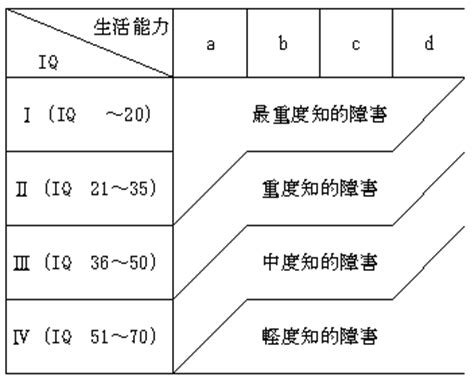 生活能力
IQ
a b c d
Ⅰ (IQ ～20) 最重度知的障害
Ⅱ (IQ 21～35) 重度知的障害
Ⅲ (IQ 36～50) 中度知的障害
Ⅳ (IQ 51～70) 軽度知的障害